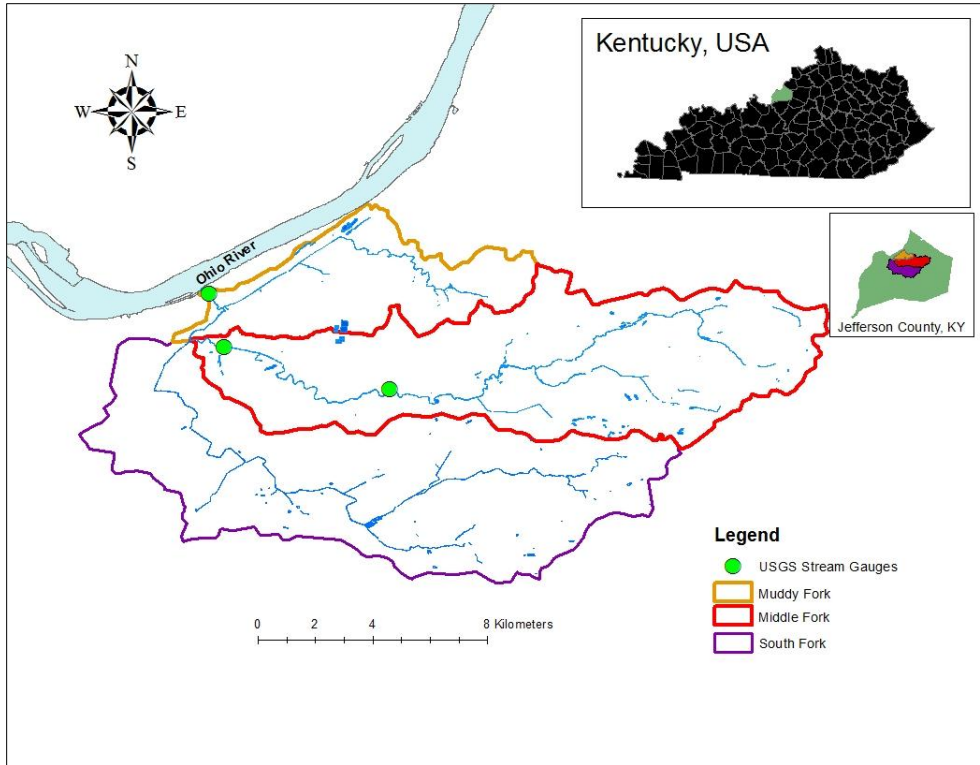 Kentucky, USA
N
W
E
S
Ohio River
Jefferson County, KY
Legend
USGS Stream Gauges
Muddy Fork
Middle Fork
South Fork
0 2 4 8 Kilometers